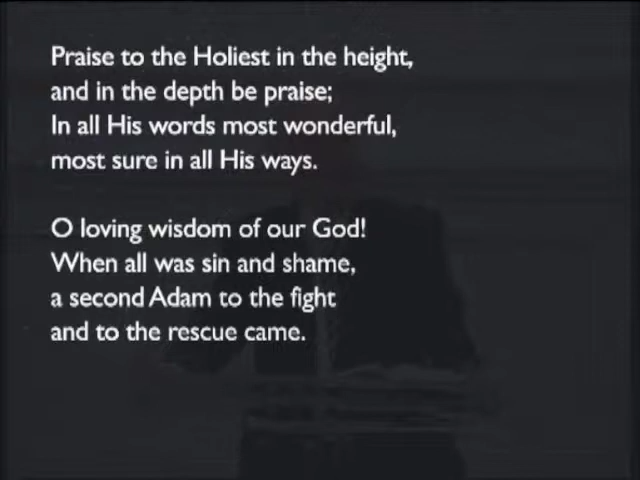 Praise to the Holiest in the height,
and in the depth be praise;
In all His words most wonderful,
most sure in all His ways.
O loving wisdom of our God!
When all was sin and shame,
a second Adam to the fight
and to the rescue came.